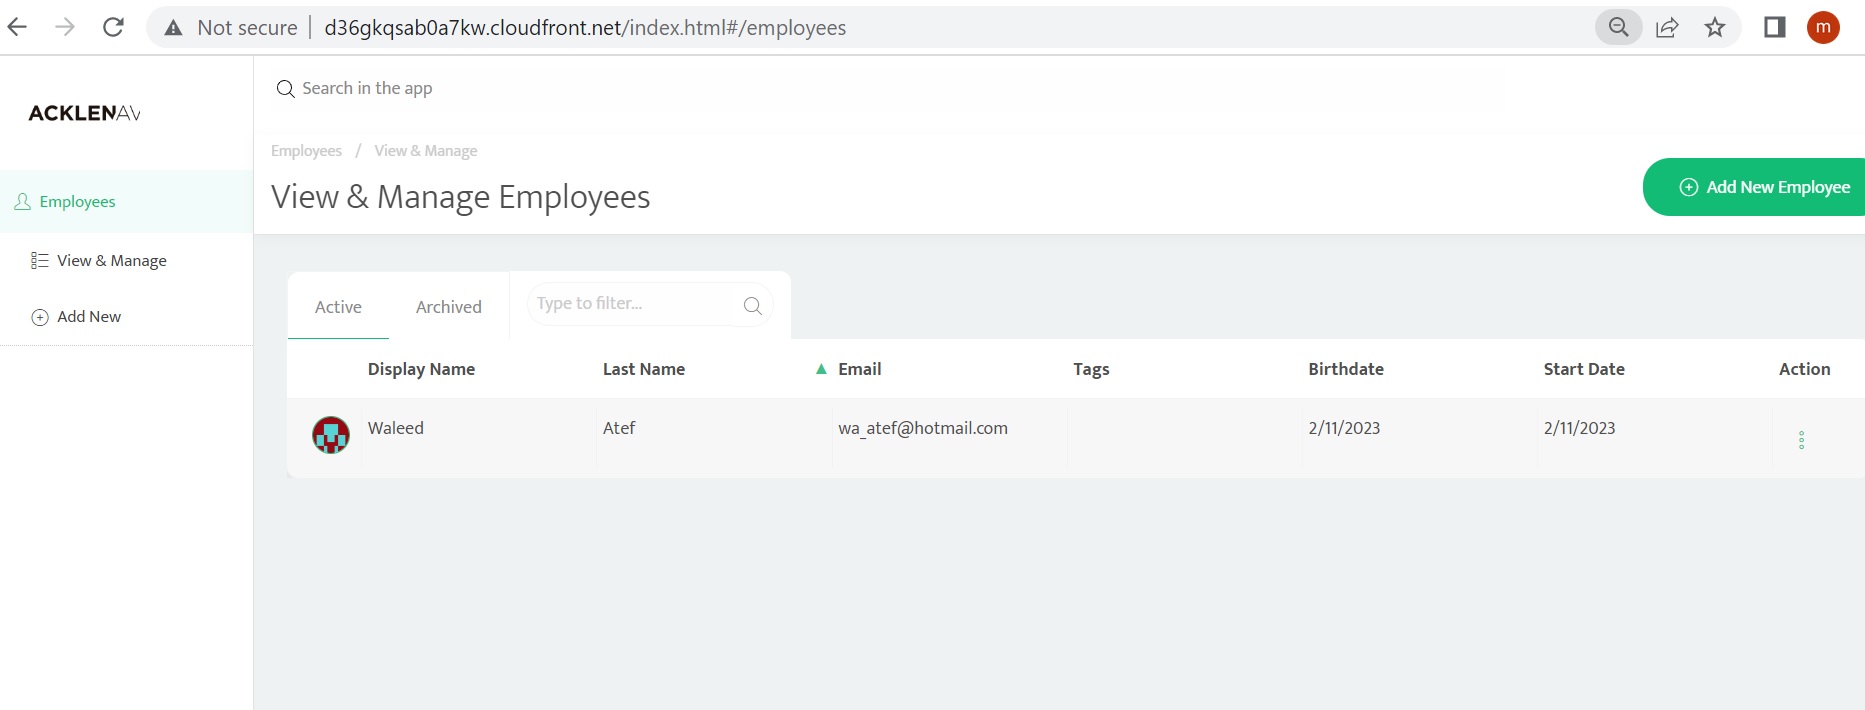 Not secure | d36gkqsab0a7kw.cloudfront.net/index.html#/employees
m
ACKLENAV
Search in the app
Employees / View & Manage
View & Manage Employees
Add New Employee
Employees
View & Manage
Add New
Active Archived Type to filter...
Display Name Last Name ▲ Email Tags Birthdate Start Date Action
Waleed Atef wa_atef@hotmail.com 2/11/2023 2/11/2023